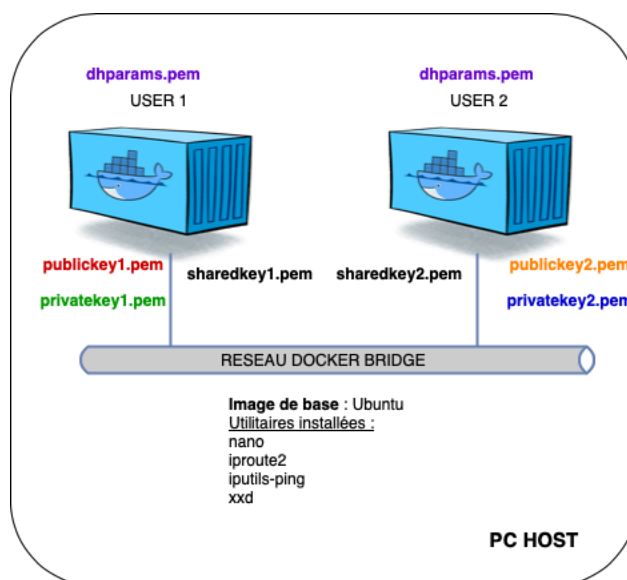 dhparams.pem
USER 1
dhparams.pem
USER 2
publickey1.pem
privatekey1.pem
sharedkey1.pem
sharedkey2.pem
publickey2.pem
privatekey2.pem
RESEAU DOCKER BRIDGE
Image de base : Ubuntu
Utilitaires installées :
nano
iproute2
iputils-ping
xxd
PC HOST